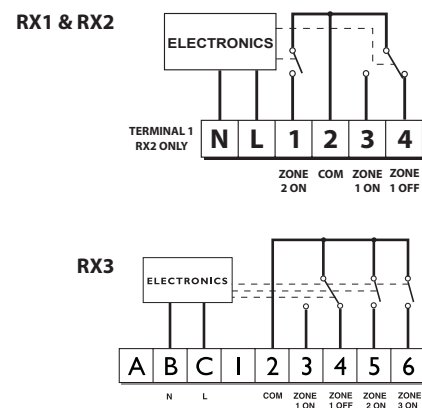 RX1 & RX2
ELECTRONICS
TERMINAL 1
RX2 ONLY
N L 1 2 3 4
ZONE 2 ON COM ZONE 1 ON ZONE 1 OFF
RX3
ELECTRONICS
A B C I 2 3 4 5 6
N L COM ZONE 1 ON ZONE 1 OFF ZONE 2 ON ZONE 3 ON